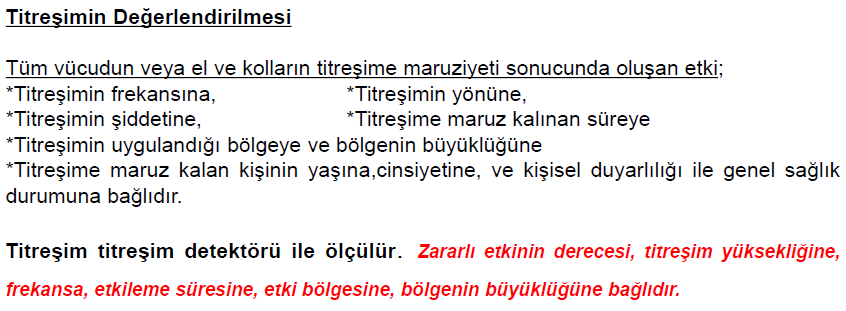 Titreşimin Değerlendirilmesi
Tüm vücudun veya el ve kolların titreşime maruziyeti sonucunda oluşan etki;
*Titreşimin frekansına, *Titreşimin yönüne,
*Titreşimin şiddetine, *Titreşime maruz kalınan süreye
*Titreşimin uygulandığı bölgeye ve bölgenin büyüklüğüne
*Titreşime maruz kalan kişinin yaşına,cinsiyetine, ve kişisel duyarlılığı ile genel sağlık
durumuna bağlıdır.
Titreşim titreşim detektörü ile ölçülür. Zararlı etkinin derecesi, titreşim yüksekliğine,
frekansa, etkileme süresine, etki bölgesine, bölgenin büyüklüğüne bağlıdır.